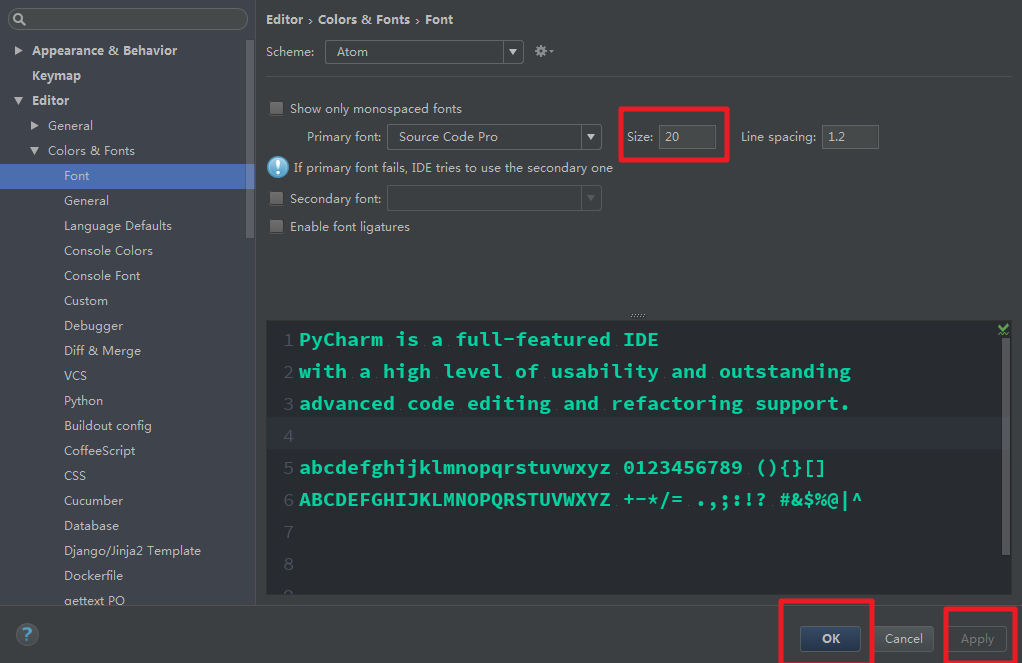 Appearance & Behavior
Keymap
Editor
General
Colors & Fonts
Font
General
Language Defaults
Console Colors
Console Font
Custom
Debugger
Diff & Merge
VCS
Python
Buildout config
CoffeeScript
CSS
Cucumber
Database
Django/Jinja2 Template
Dockerfile
gettext PO
Editor › Colors & Fonts › Font
Scheme: Atom
Show only monospaced fonts
Primary font: Source Code Pro Size: 20 Line spacing: 1.2
If primary font fails, IDE tries to use the secondary one
Secondary font:
Enable font ligatures
1 PyCharm is a full-featured IDE
2 with a high level of usability and outstanding
3 advanced code editing and refactoring support.
4
5 abcdefghijklmnopqrstuvwxyz 0123456789 (){}[]
6 ABCDEFGHIJKLMNOPQRSTUVWXYZ +-*/= .,;:!? #&$%@|^
7
8
? OK Cancel Apply